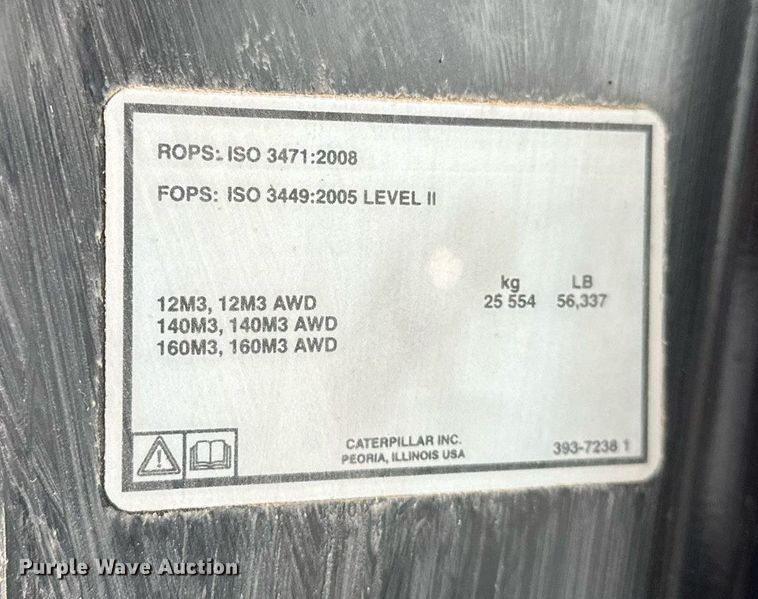 ROPS: ISO 3471:2008
FOPS: ISO 3449:2005 LEVEL II
kg LB
12M3, 12M3 AWD 25 554 56,337
140M3, 140M3 AWD
160M3, 160M3 AWD
CATERPILLAR INC.
PEORIA, ILLINOIS USA
393-7238 1
Purple Wave Auction